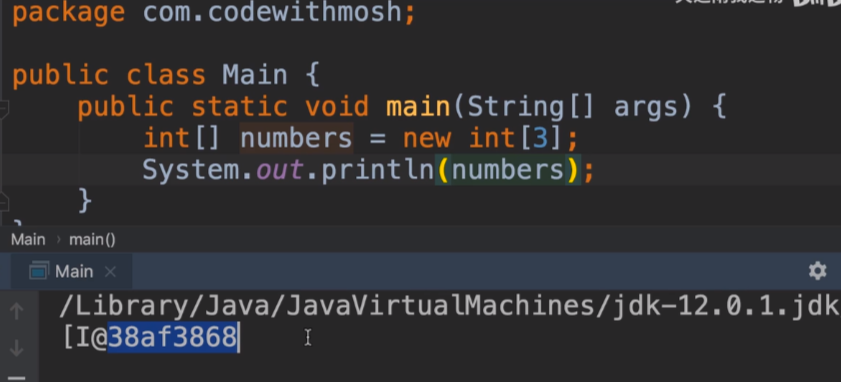 package com.codewithmosh;
public class Main {
public static void main(String[] args) {
int[] numbers = new int[3];
System.out.println(numbers);
}
Main › main()
Main ×
/Library/Java/JavaVirtualMachines/jdk-12.0.1.jdk
[I@38af3868